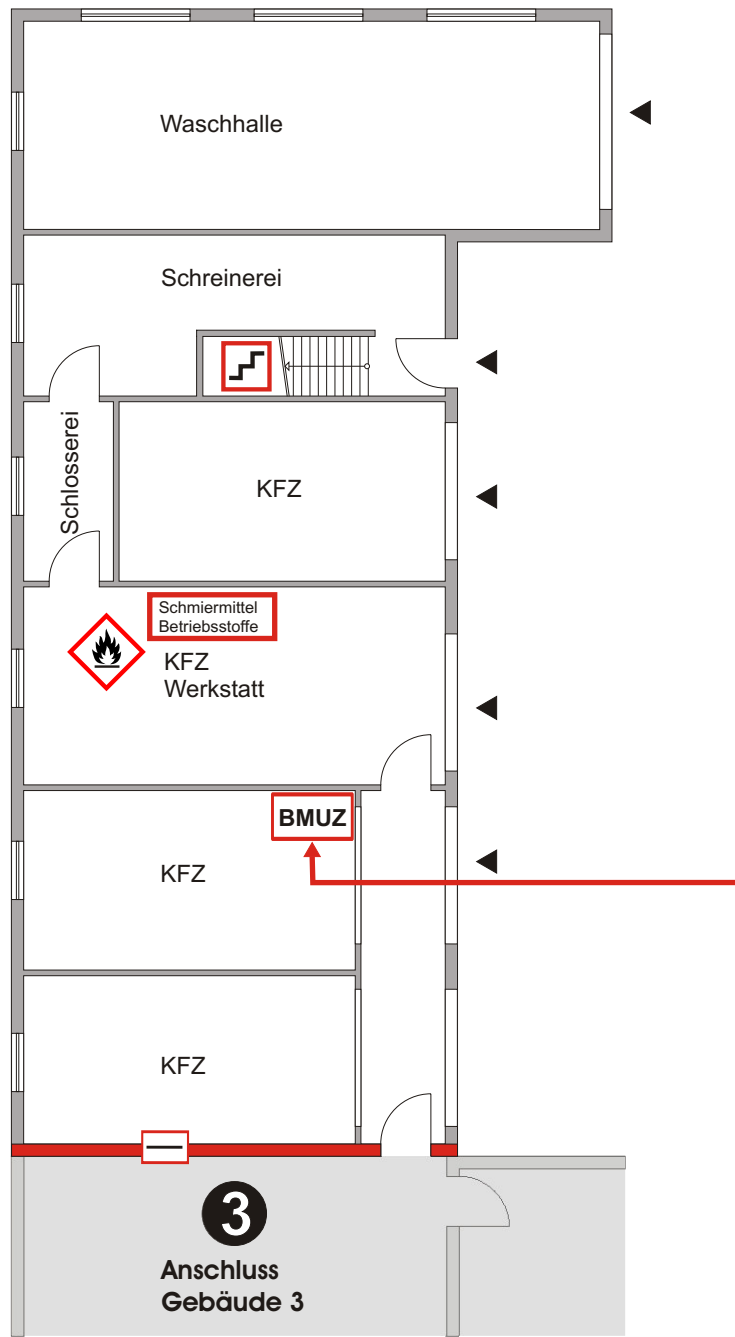 Waschhalle
Schreinerei
Schlosserei
KFZ
Schmiermittel
Betriebsstoffe
KFZ
Werkstatt
BMUZ
KFZ
KFZ
3
Anschluss
Gebäude 3